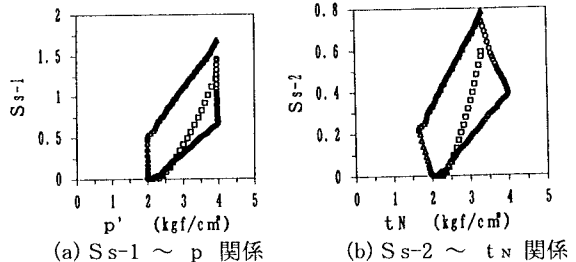 2
1.5
1
0.5
0
Ss-1
0 1 2 3 4 5
p' (kgf/cm²)
(a) Ss-1 ~ p 関係
0.8
0.6
0.4
0.2
0
Ss-2
0 1 2 3 4 5
tN (kgf/cm²)
(b) Ss-2 ~ tN 関係